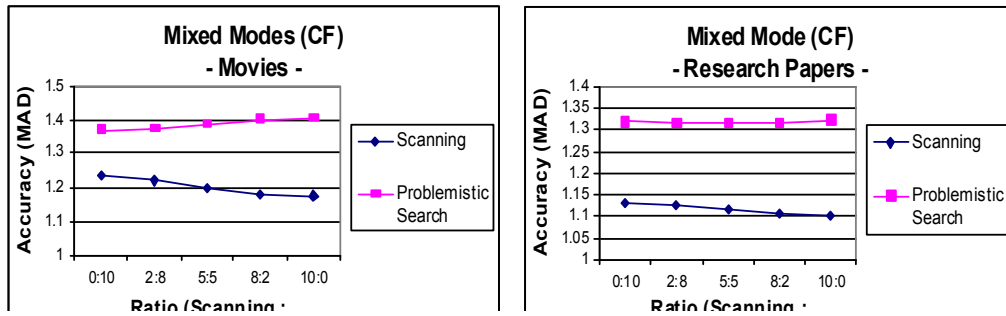 Mixed Modes (CF)
- Movies -
Accuracy (MAD)
1.5
1.4
1.3
1.2
1.1
1
0:10 2:8 5:5 8:2 10:0
Ratio (Scanning :
Scanning
Problemistic
Search
Mixed Mode (CF)
- Research Papers -
Accuracy (MAD)
1.4
1.35
1.3
1.25
1.2
1.15
1.1
1.05
1
0:10 2:8 5:5 8:2 10:0
Ratio (Scanning :
Scanning
Problemistic
Search